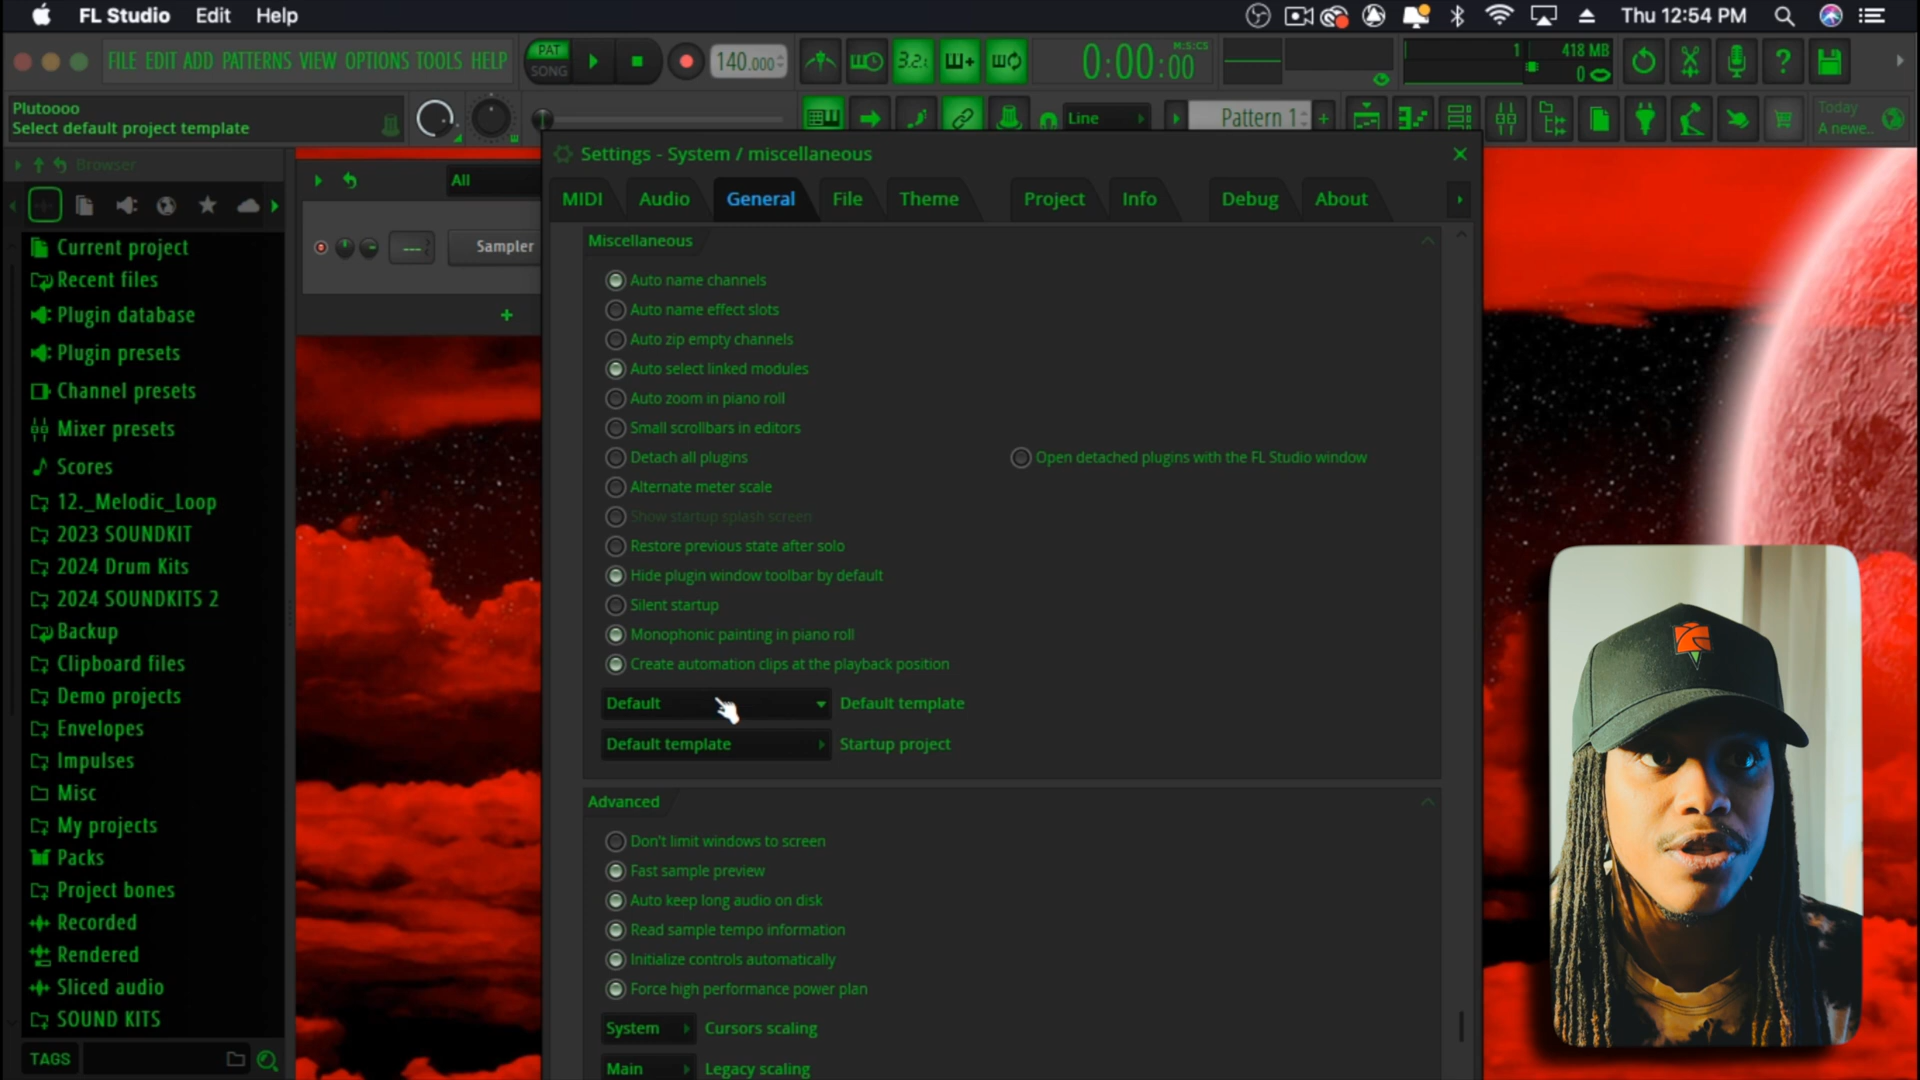 FL Studio Edit Help
Thu 12:54 PM
FILE EDIT ADD PATTERNS VIEW OPTIONS TOOLS HELP
PAT
SONG
140.000
3.2.
0:00:00
M:S:CS
1
418 MB
0
Plutoooo
Select default project template
Line
Pattern 1
Today
A newe..
Browser
Current project
Recent files
Plugin database
Plugin presets
Channel presets
Mixer presets
Scores
12._Melodic_Loop
2023 SOUNDKIT
2024 Drum Kits
2024 SOUNDKITS 2
Backup
Clipboard files
Demo projects
Envelopes
Impulses
Misc
My projects
Packs
Project bones
Recorded
Rendered
Sliced audio
SOUND KITS
TAGS
All
---
Sampler
Settings - System / miscellaneous
MIDI Audio General File Theme Project Info Debug About
Miscellaneous
Auto name channels
Auto name effect slots
Auto zip empty channels
Auto select linked modules
Auto zoom in piano roll
Small scrollbars in editors
Detach all plugins
Open detached plugins with the FL Studio window
Alternate meter scale
Show startup splash screen
Restore previous state after solo
Hide plugin window toolbar by default
Silent startup
Monophonic painting in piano roll
Create automation clips at the playback position
Default Default template
Default template Startup project
Advanced
Don't limit windows to screen
Fast sample preview
Auto keep long audio on disk
Read sample tempo information
Initialize controls automatically
Force high performance power plan
System Cursors scaling
Main Legacy scaling